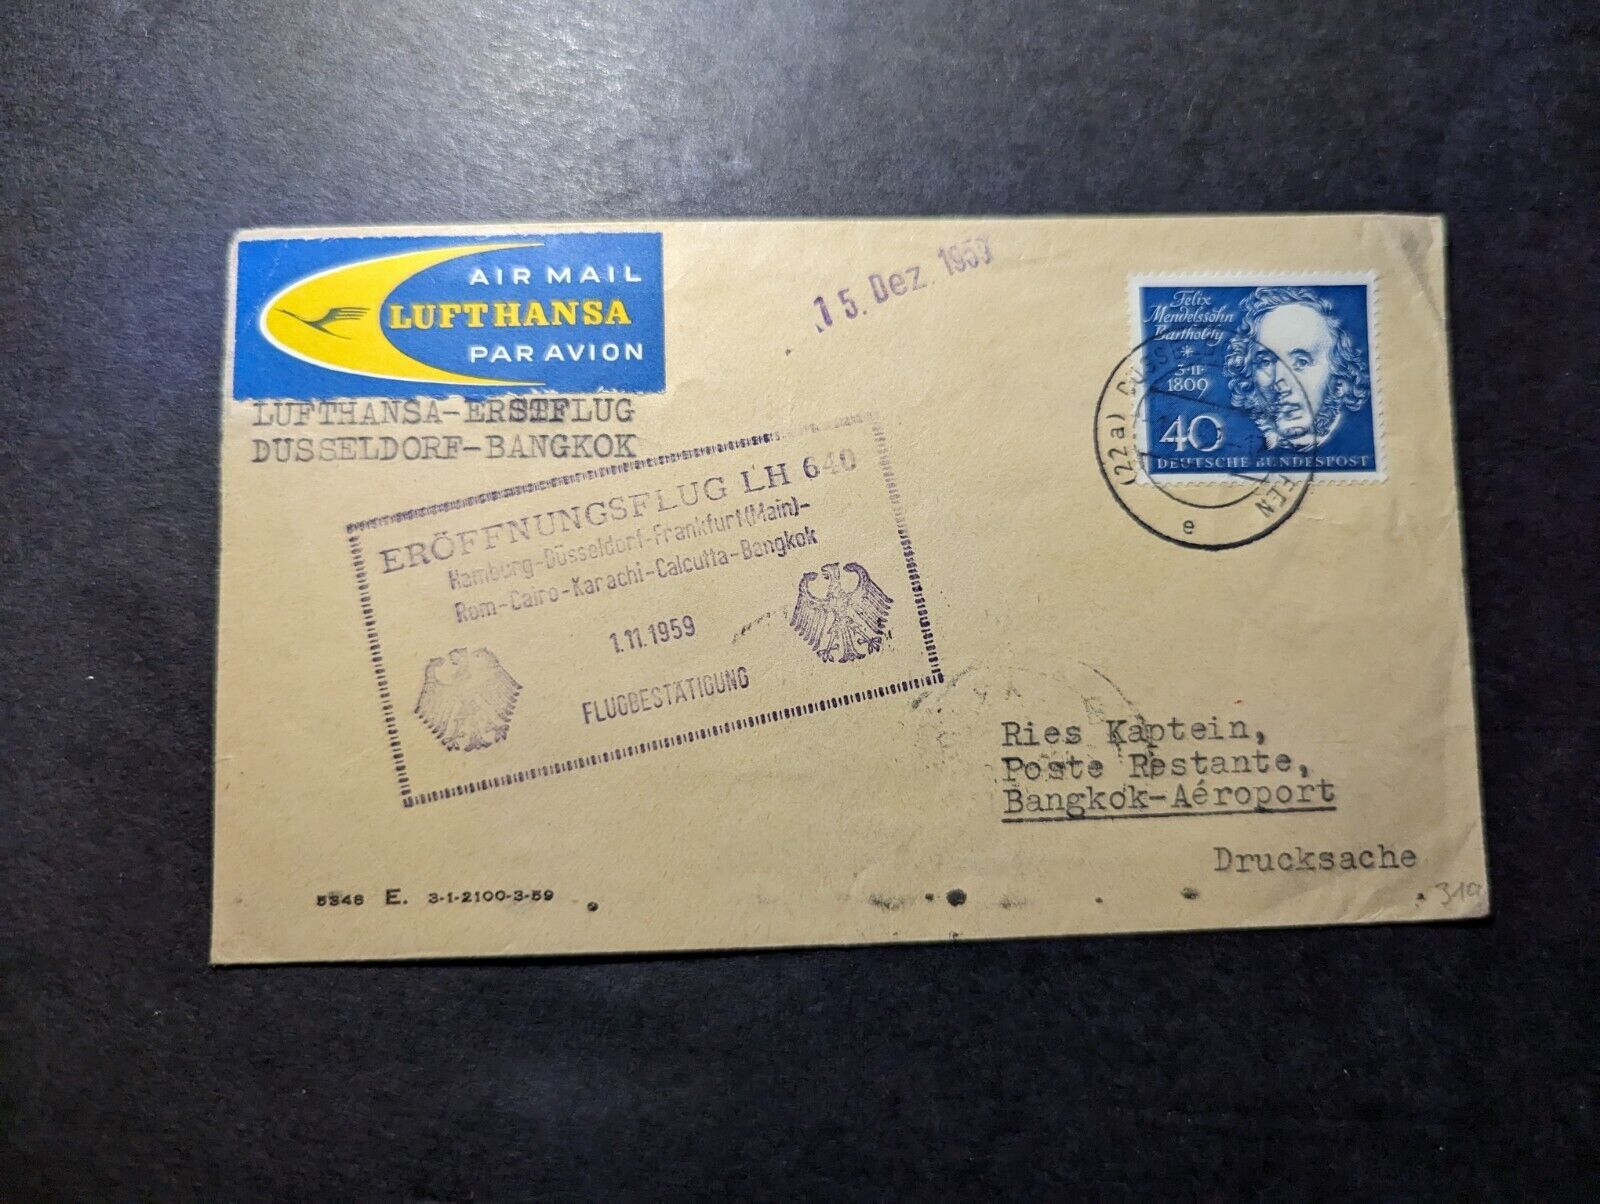 AIR MAIL
LUFTHANSA
PAR AVION
LUFTHANSA-ERSTFLUG
DUSSELDORF-BANGKOK
15. Dez. 1959
Felix
Mendelssohn
Bartholdy
*
3·II·
1809
40
DEUTSCHE BUNDESPOST
(22a)
e
ERÖFFNUNGSFLUG LH 640
Hamburg-Düsseldorf-Frankfurt(Main)-
Rom-Cairo-Karachi-Calcutta-Bangkok
1.11.1959
FLUGBESTÄTIGUNG
Ries Kaptein,
Poste Restante,
Bangkok-Aéroport
Drucksache
5348 E. 3-1-2100-3-59